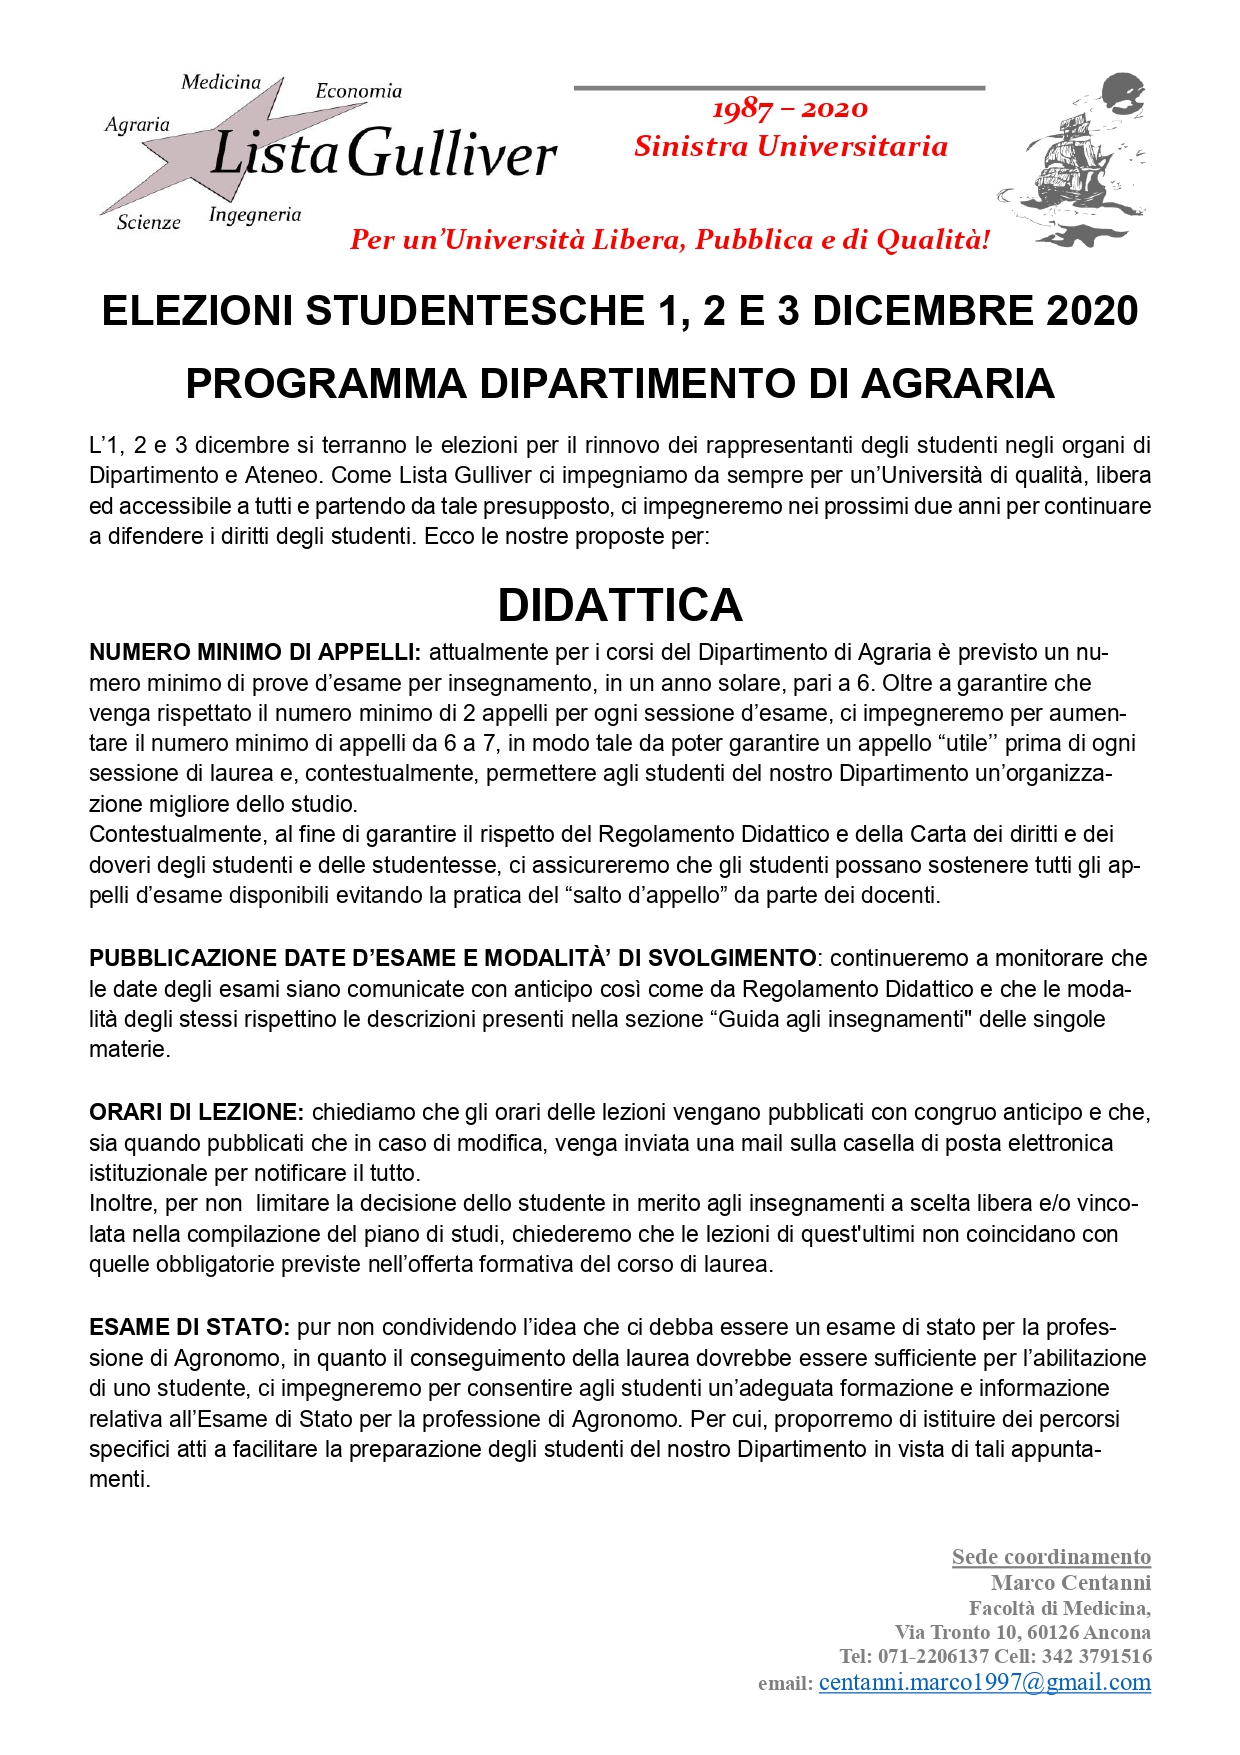 Medicina
Economia
Agraria
Lista Gulliver
Scienze
Ingegneria
1987 – 2020
Sinistra Universitaria
Per un’Università Libera, Pubblica e di Qualità!
ELEZIONI STUDENTESCHE 1, 2 E 3 DICEMBRE 2020
PROGRAMMA DIPARTIMENTO DI AGRARIA
L’1, 2 e 3 dicembre si terranno le elezioni per il rinnovo dei rappresentanti degli studenti negli organi di
Dipartimento e Ateneo. Come Lista Gulliver ci impegniamo da sempre per un’Università di qualità, libera
ed accessibile a tutti e partendo da tale presupposto, ci impegneremo nei prossimi due anni per continuare
a difendere i diritti degli studenti. Ecco le nostre proposte per:
DIDATTICA
NUMERO MINIMO DI APPELLI: attualmente per i corsi del Dipartimento di Agraria è previsto un nu-
mero minimo di prove d’esame per insegnamento, in un anno solare, pari a 6. Oltre a garantire che
venga rispettato il numero minimo di 2 appelli per ogni sessione d’esame, ci impegneremo per aumen-
tare il numero minimo di appelli da 6 a 7, in modo tale da poter garantire un appello “utile’’ prima di ogni
sessione di laurea e, contestualmente, permettere agli studenti del nostro Dipartimento un’organizza-
zione migliore dello studio.
Contestualmente, al fine di garantire il rispetto del Regolamento Didattico e della Carta dei diritti e dei
doveri degli studenti e delle studentesse, ci assicureremo che gli studenti possano sostenere tutti gli ap-
pelli d’esame disponibili evitando la pratica del “salto d’appello” da parte dei docenti.
PUBBLICAZIONE DATE D’ESAME E MODALITÀ’ DI SVOLGIMENTO: continueremo a monitorare che
le date degli esami siano comunicate con anticipo così come da Regolamento Didattico e che le moda-
lità degli stessi rispettino le descrizioni presenti nella sezione “Guida agli insegnamenti" delle singole
materie.
ORARI DI LEZIONE: chiediamo che gli orari delle lezioni vengano pubblicati con congruo anticipo e che,
sia quando pubblicati che in caso di modifica, venga inviata una mail sulla casella di posta elettronica
istituzionale per notificare il tutto.
Inoltre, per non  limitare la decisione dello studente in merito agli insegnamenti a scelta libera e/o vinco-
lata nella compilazione del piano di studi, chiederemo che le lezioni di quest'ultimi non coincidano con
quelle obbligatorie previste nell’offerta formativa del corso di laurea.
ESAME DI STATO: pur non condividendo l’idea che ci debba essere un esame di stato per la profes-
sione di Agronomo, in quanto il conseguimento della laurea dovrebbe essere sufficiente per l’abilitazione
di uno studente, ci impegneremo per consentire agli studenti un’adeguata formazione e informazione
relativa all’Esame di Stato per la professione di Agronomo. Per cui, proporremo di istituire dei percorsi
specifici atti a facilitare la preparazione degli studenti del nostro Dipartimento in vista di tali appunta-
menti.
Sede coordinamento
Marco Centanni
Facoltà di Medicina,
Via Tronto 10, 60126 Ancona
Tel: 071-2206137 Cell: 342 3791516
email: centanni.marco1997@gmail.com